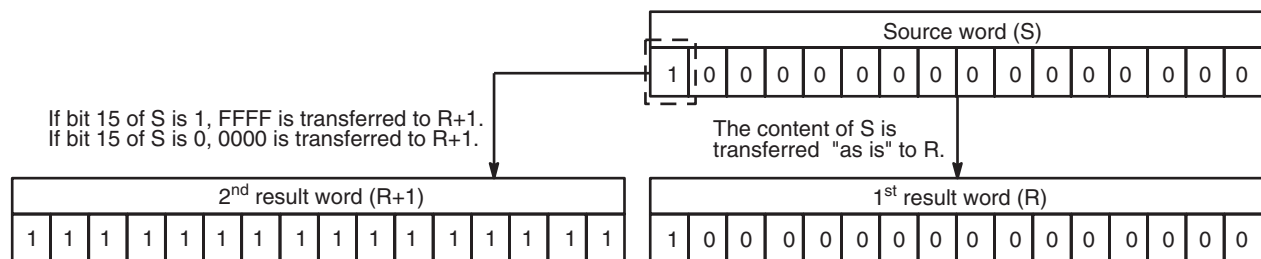 Source word (S)
1 0 0 0 0 0 0 0 0 0 0 0 0 0 0 0
If bit 15 of S is 1, FFFF is transferred to R+1.
If bit 15 of S is 0, 0000 is transferred to R+1.
The content of S is
transferred "as is" to R.
2nd result word (R+1)
1 1 1 1 1 1 1 1 1 1 1 1 1 1 1 1
1st result word (R)
1 0 0 0 0 0 0 0 0 0 0 0 0 0 0 0